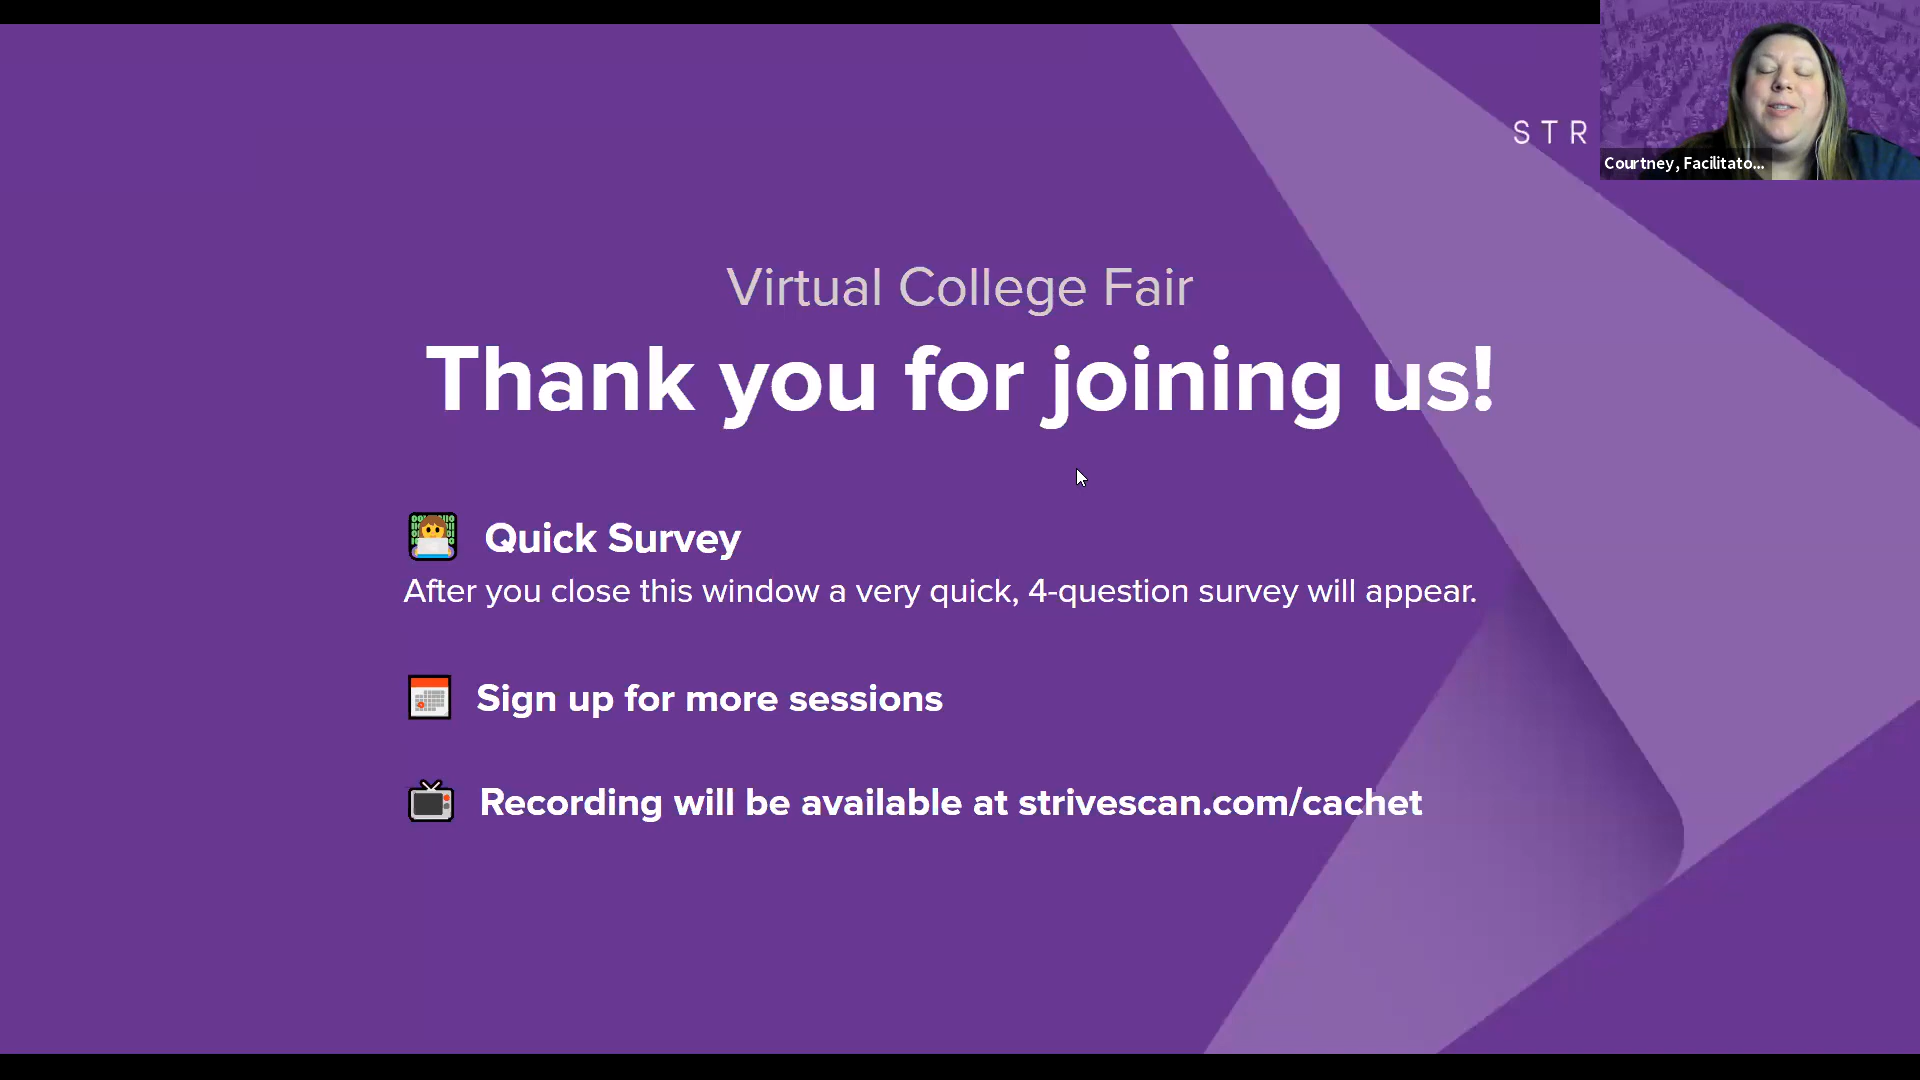 STR
Courtney, Facilitato...
Virtual College Fair
Thank you for joining us!
Quick Survey
After you close this window a very quick, 4-question survey will appear.
Sign up for more sessions
Recording will be available at strivescan.com/cachet